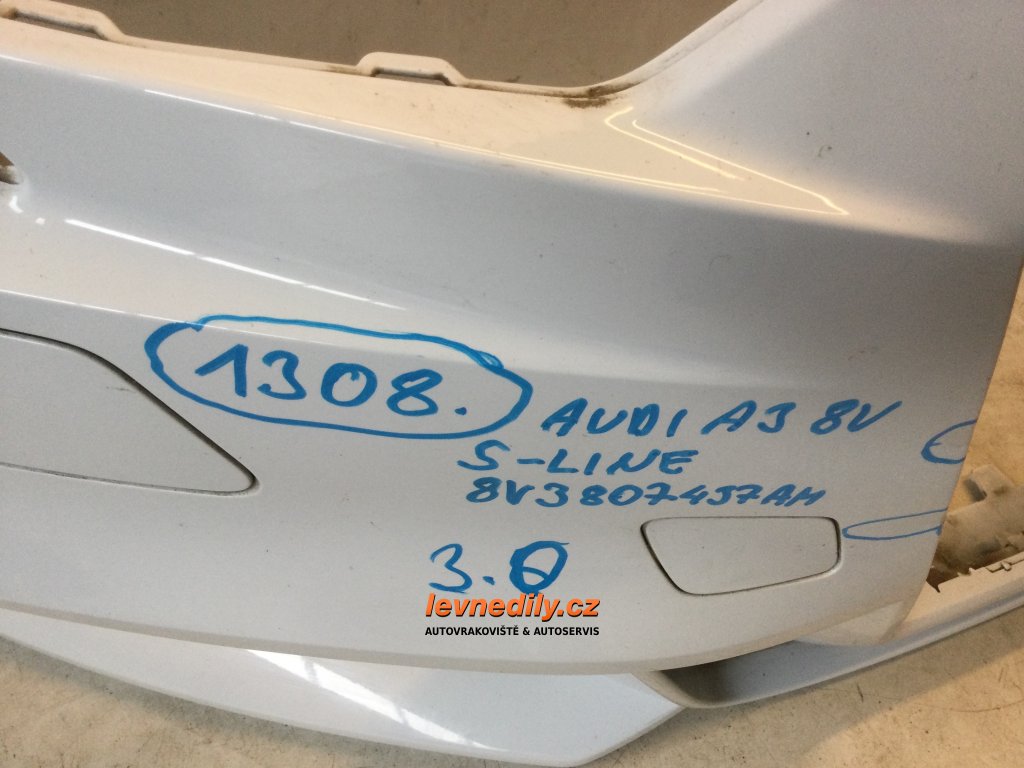 1308.
AUDI A3 8V
S-LINE
8V3807437AM
3.0
levnedily.cz
AUTOVRAKOVIŠTĚ & AUTOSERVIS